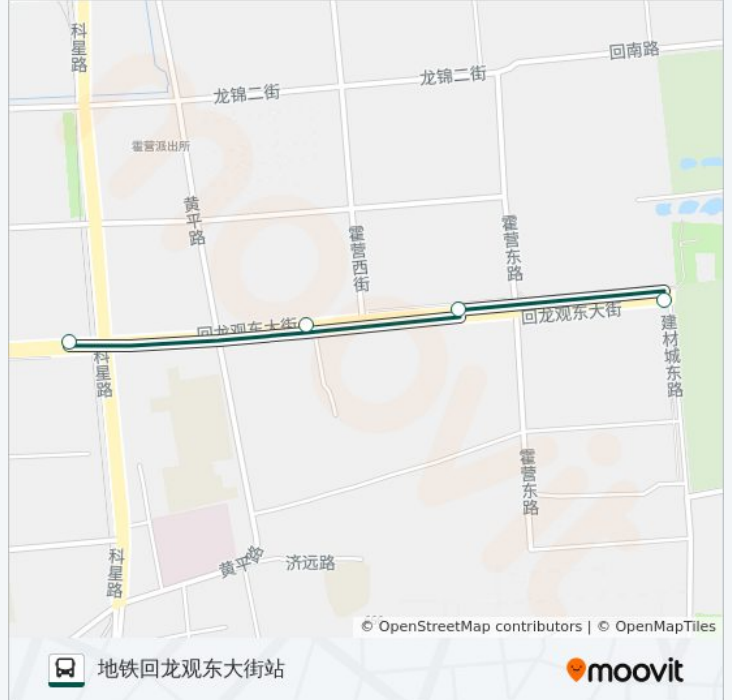 科星路
回南路
龙锦二街
龙锦二街
霍营派出所
黄平路
霍营西街
霍营东路
回龙观东大街
回龙观东大街
建材城东路
科星路
霍营东路
黄平路
济远路
科星路
© OpenStreetMap contributors | © OpenMapTiles
地铁回龙观东大街站
moovit